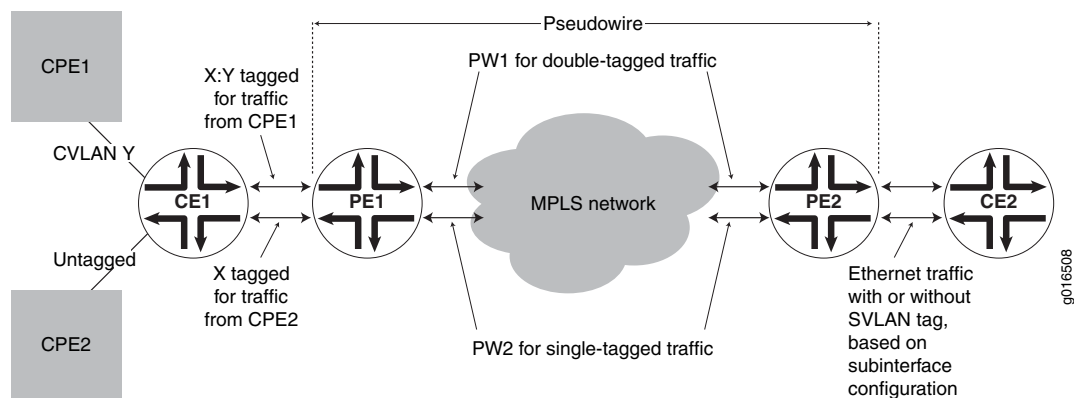 Pseudowire
CPE1
X:Y tagged
for traffic
from CPE1
PW1 for double-tagged traffic
CVLAN Y
CE1
PE1
MPLS network
PE2
CE2
Untagged
X tagged
for traffic
from CPE2
Ethernet traffic
with or without
SVLAN tag,
based on
subinterface
configuration
CPE2
PW2 for single-tagged traffic
g016508